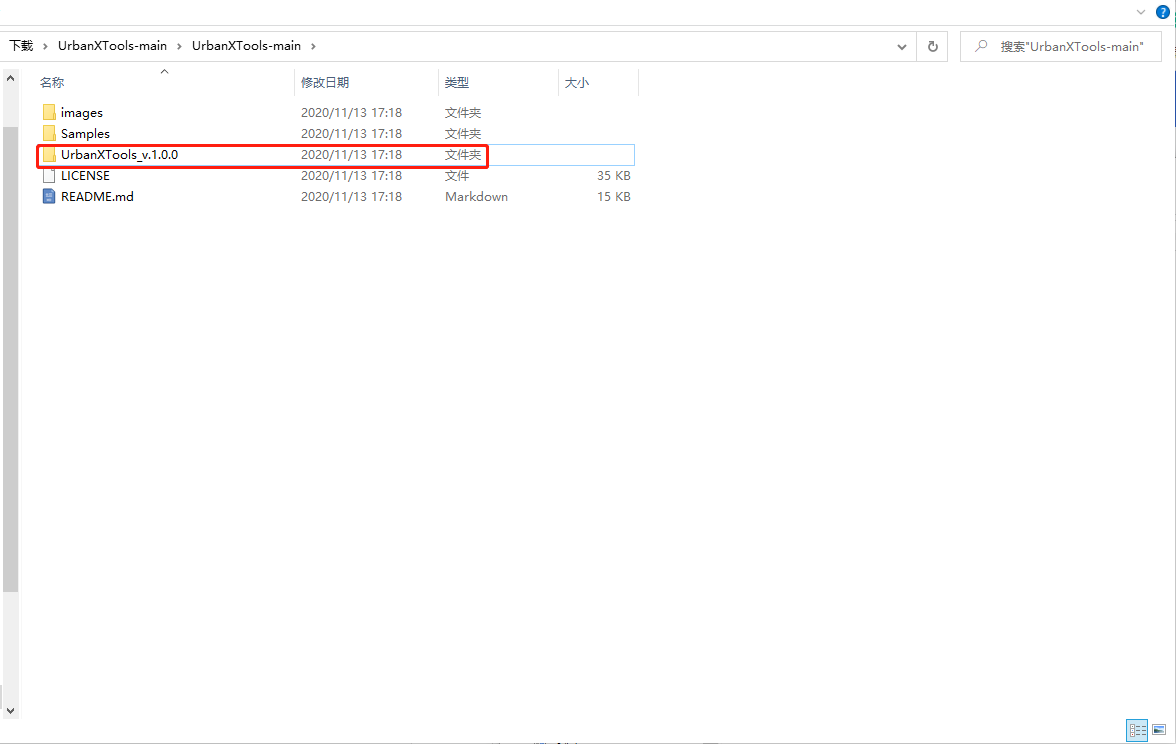 下载 › UrbanXTools-main › UrbanXTools-main ›
搜索"UrbanXTools-main"
名称 修改日期 类型 大小
images 2020/11/13 17:18 文件夹
Samples 2020/11/13 17:18 文件夹
UrbanXTools_v.1.0.0 2020/11/13 17:18 文件夹
LICENSE 2020/11/13 17:18 文件 35 KB
README.md 2020/11/13 17:18 Markdown 15 KB